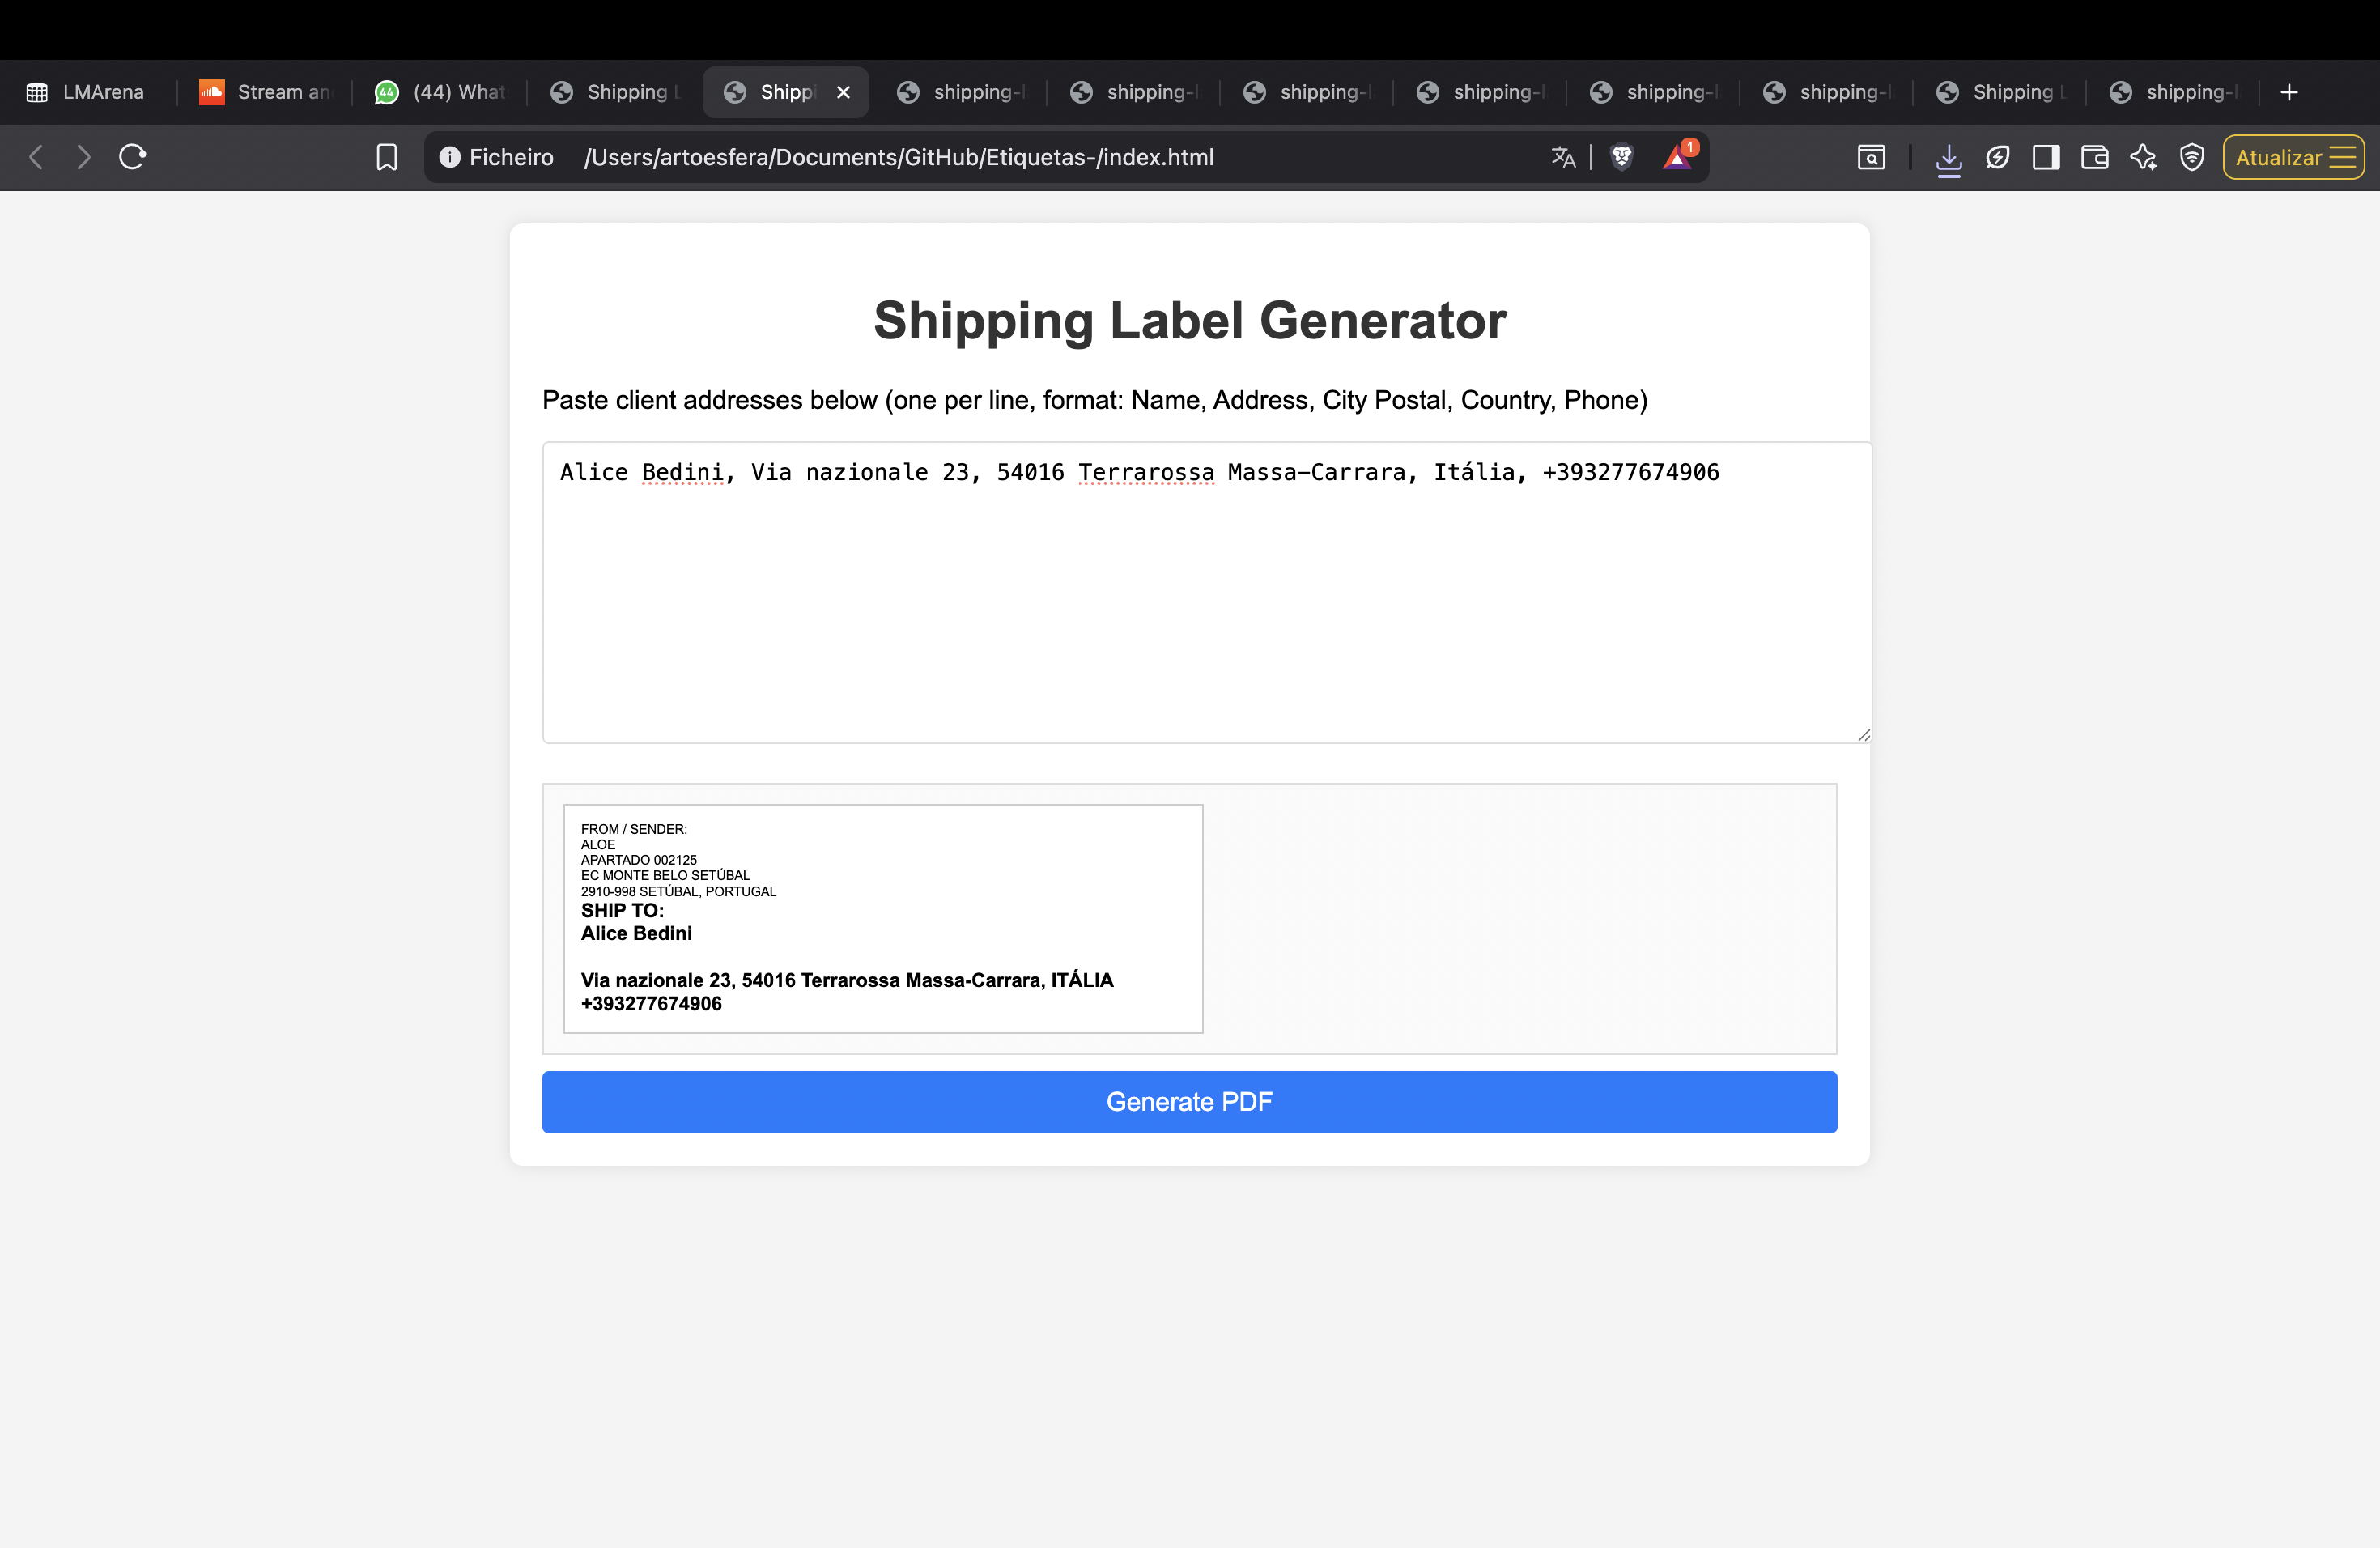 LMArena
Stream an
(44) What
Shipping L
Shippi
shipping-l
shipping-l
shipping-l
shipping-l
shipping-l
shipping-l
Shipping L
shipping-l
Ficheiro /Users/artoesfera/Documents/GitHub/Etiquetas-/index.html
1
Atualizar
Shipping Label Generator
Paste client addresses below (one per line, format: Name, Address, City Postal, Country, Phone)
Alice Bedini, Via nazionale 23, 54016 Terrarossa Massa-Carrara, Itália, +393277674906
FROM / SENDER:
ALOE
APARTADO 002125
EC MONTE BELO SETÚBAL
2910-998 SETÚBAL, PORTUGAL
SHIP TO:
Alice Bedini
Via nazionale 23, 54016 Terrarossa Massa-Carrara, ITÁLIA
+393277674906
Generate PDF